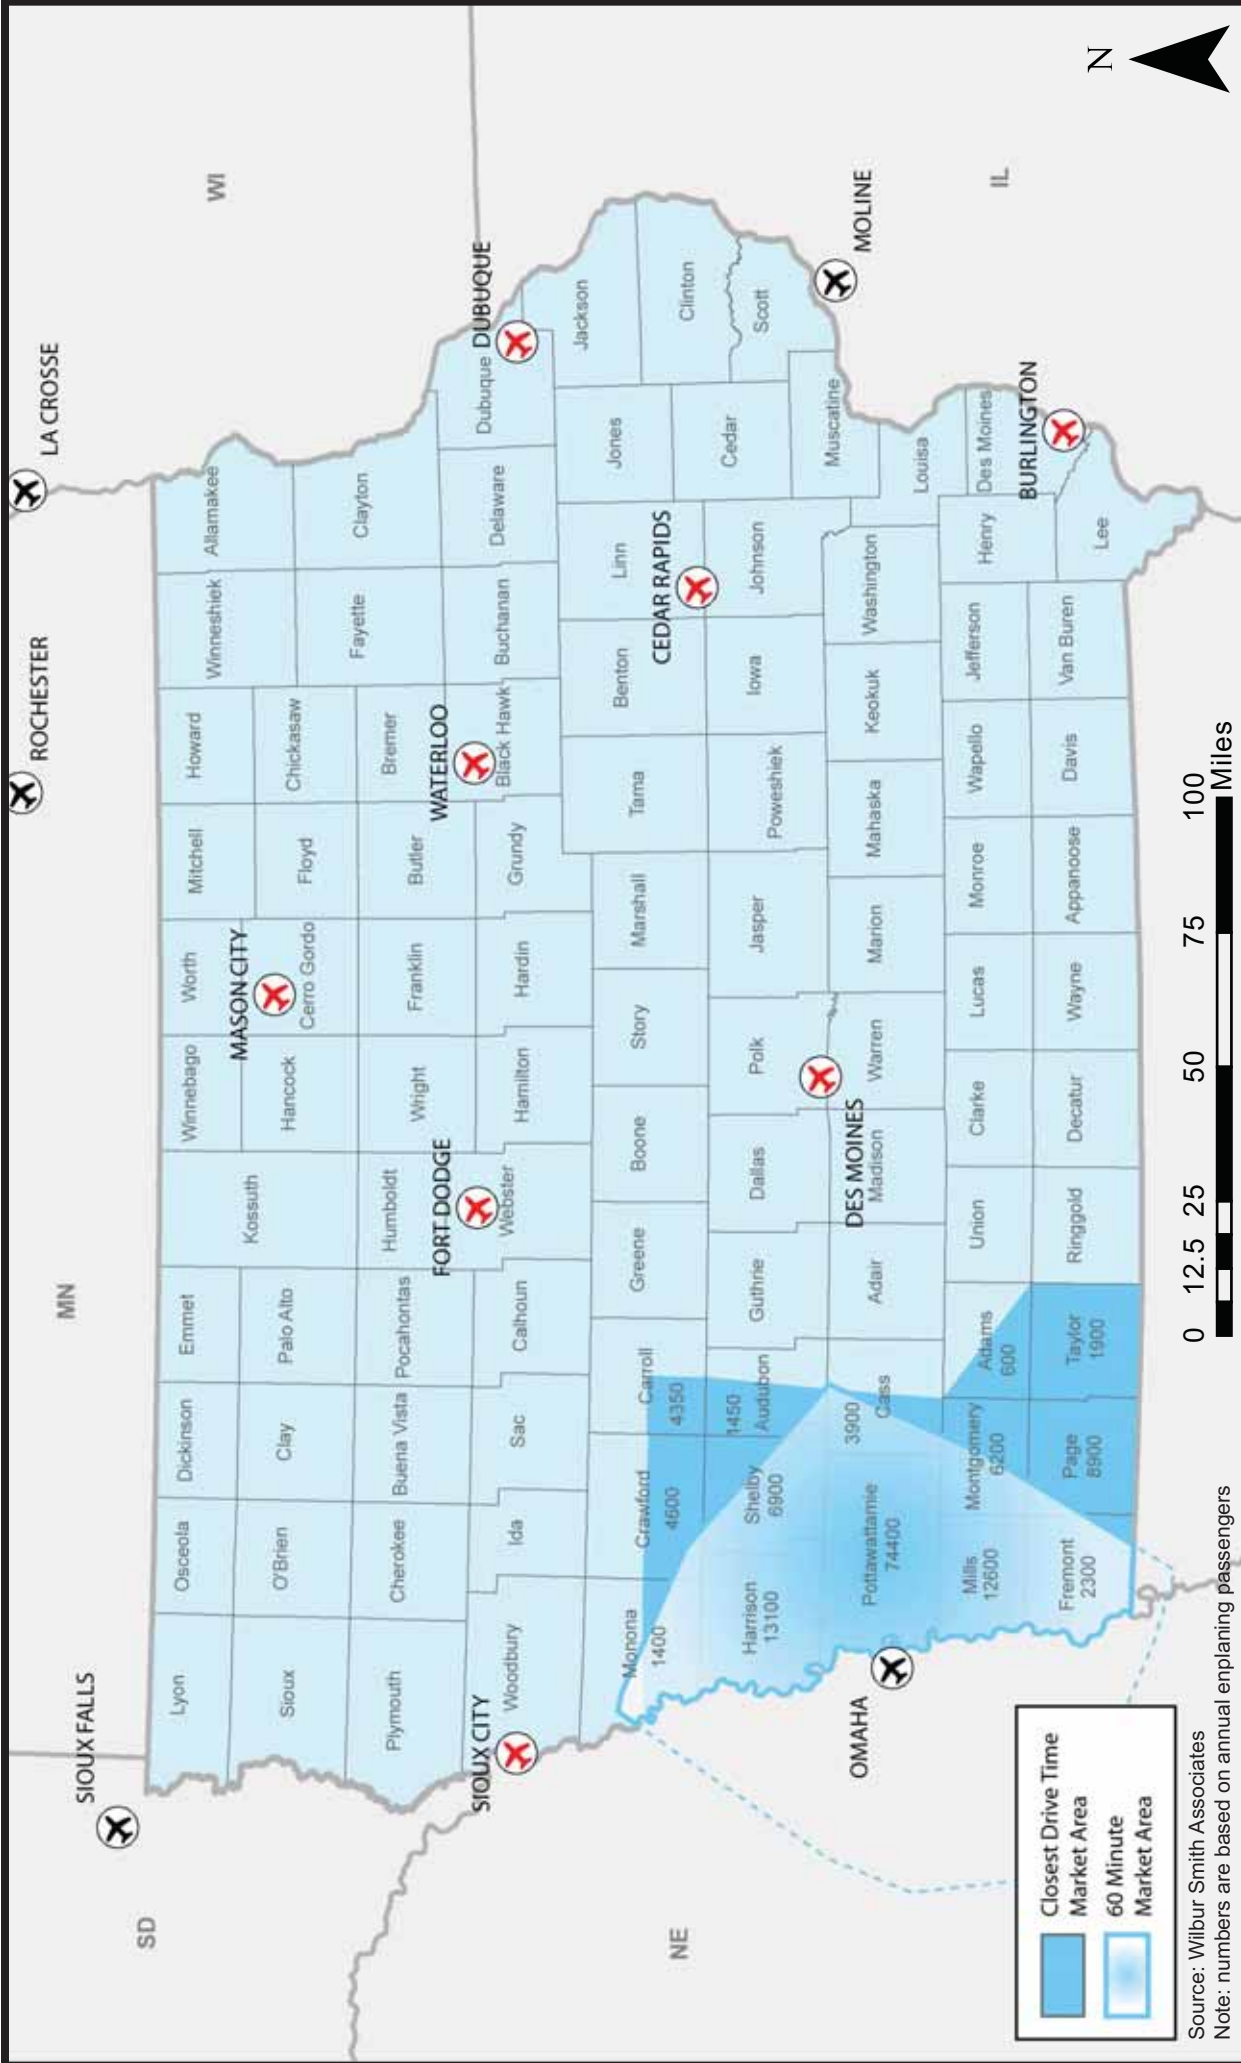 SIOUX FALLS
ROCHESTER
LA CROSSE
SD
MN
WI
Lyon
Osceola
Dickinson
Emmet
Kossuth
Winnebago
Worth
Mitchell
Howard
Winneshiek
Allamakee
MASON CITY
Sioux
O'Brien
Clay
Palo Alto
Hancock
Cerro Gordo
Floyd
Chickasaw
Fayette
Clayton
Plymouth
Cherokee
Buena Vista
Pocahontas
Humboldt
Wright
Franklin
Butler
Bremer
FORT DODGE
WATERLOO
SIOUX CITY
DUBUQUE
Woodbury
Ida
Sac
Calhoun
Webster
Hamilton
Hardin
Grundy
Black Hawk
Buchanan
Delaware
Dubuque
Monona
1400
Crawford
4600
Carroll
4350
Greene
Boone
Story
Marshall
Tama
Benton
Linn
Jones
Jackson
CEDAR RAPIDS
NE
Harrison
13100
Shelby
6900
1450
Audubon
Guthrie
Dallas
Polk
Jasper
Poweshiek
Iowa
Johnson
Cedar
Clinton
Scott
OMAHA
DES MOINES
MOLINE
Pottawattamie
74400
3900
Cass
Adair
Madison
Warren
Marion
Mahaska
Keokuk
Washington
Muscatine
Louisa
Mills
12600
Montgomery
6200
Adams
600
Union
Clarke
Lucas
Monroe
Wapello
Jefferson
Henry
Des Moines
BURLINGTON
IL
Fremont
2300
Page
8900
Taylor
1900
Ringgold
Decatur
Wayne
Appanoose
Davis
Van Buren
Lee
N
Closest Drive Time
Market Area
60 Minute
Market Area
0 12.5 25 50 75 100
Miles
Source: Wilbur Smith Associates
Note: numbers are based on annual enplaning passengers